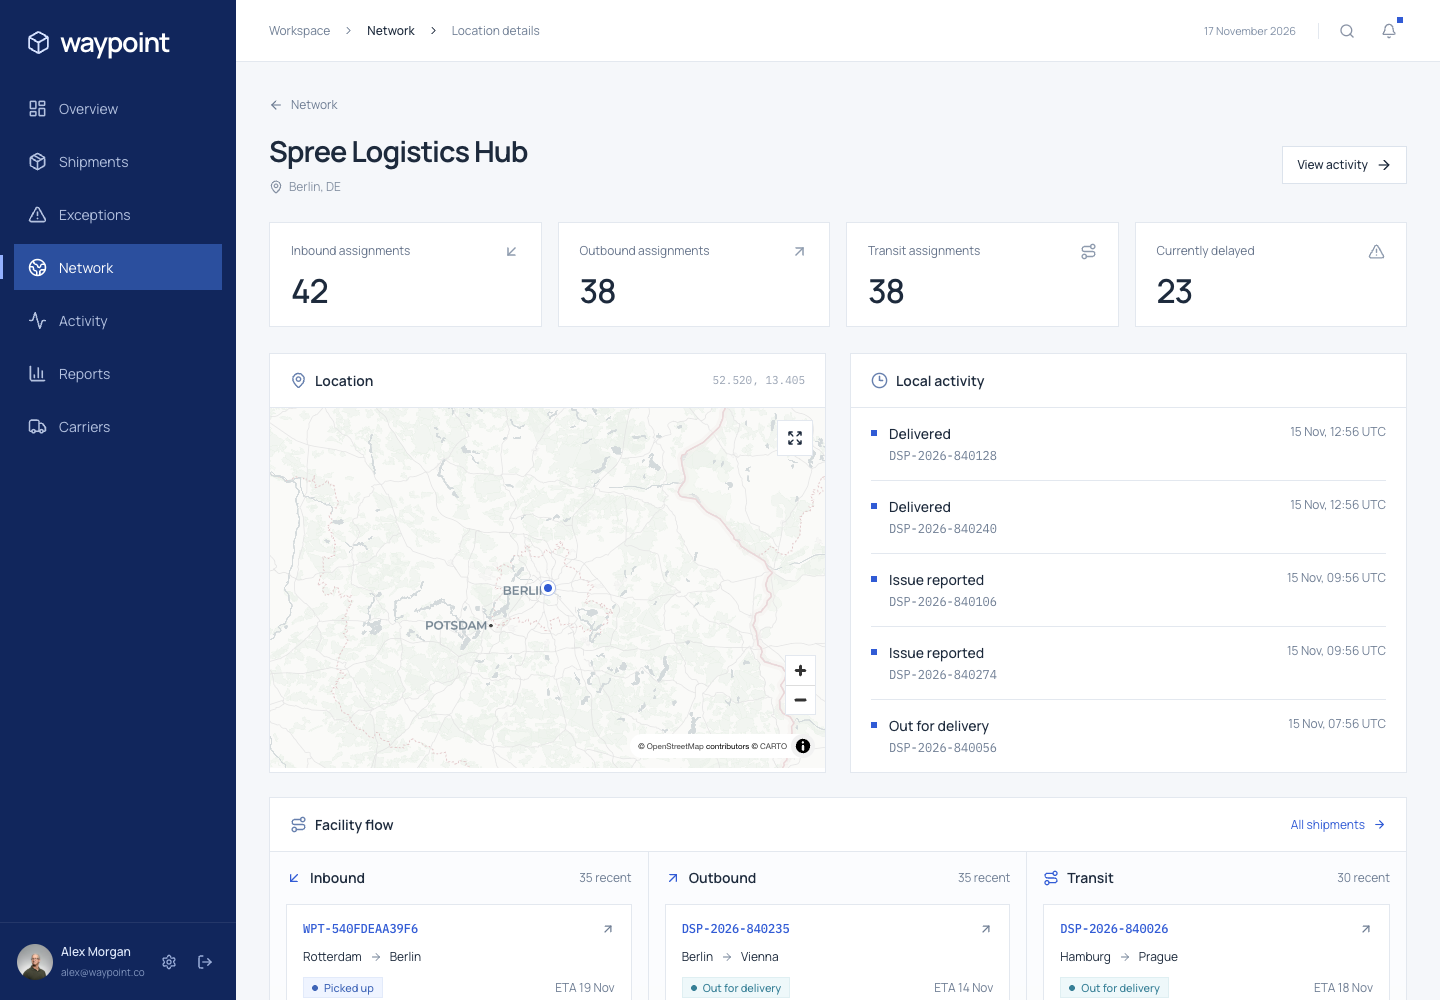 waypoint
Overview
Shipments
Exceptions
Network
Activity
Reports
Carriers
Alex Morgan
alex@waypoint.co
Workspace > Network > Location details
17 November 2026
← Network
Spree Logistics Hub
Berlin, DE
View activity →
Inbound assignments
42
Outbound assignments
38
Transit assignments
38
Currently delayed
23
Location
52.520, 13.405
POTSDAM
© OpenStreetMap contributors © CARTO
Local activity
Delivered
15 Nov, 12:56 UTC
DSP-2026-840128
Delivered
15 Nov, 12:56 UTC
DSP-2026-840240
Issue reported
15 Nov, 09:56 UTC
DSP-2026-840106
Issue reported
15 Nov, 09:56 UTC
DSP-2026-840274
Out for delivery
15 Nov, 07:56 UTC
DSP-2026-840056
Facility flow
All shipments →
Inbound
35 recent
WPT-540FDEAA39F6
Rotterdam → Berlin
Picked up
ETA 19 Nov
Outbound
35 recent
DSP-2026-840235
Berlin → Vienna
Out for delivery
ETA 14 Nov
Transit
30 recent
DSP-2026-840026
Hamburg → Prague
Out for delivery
ETA 18 Nov